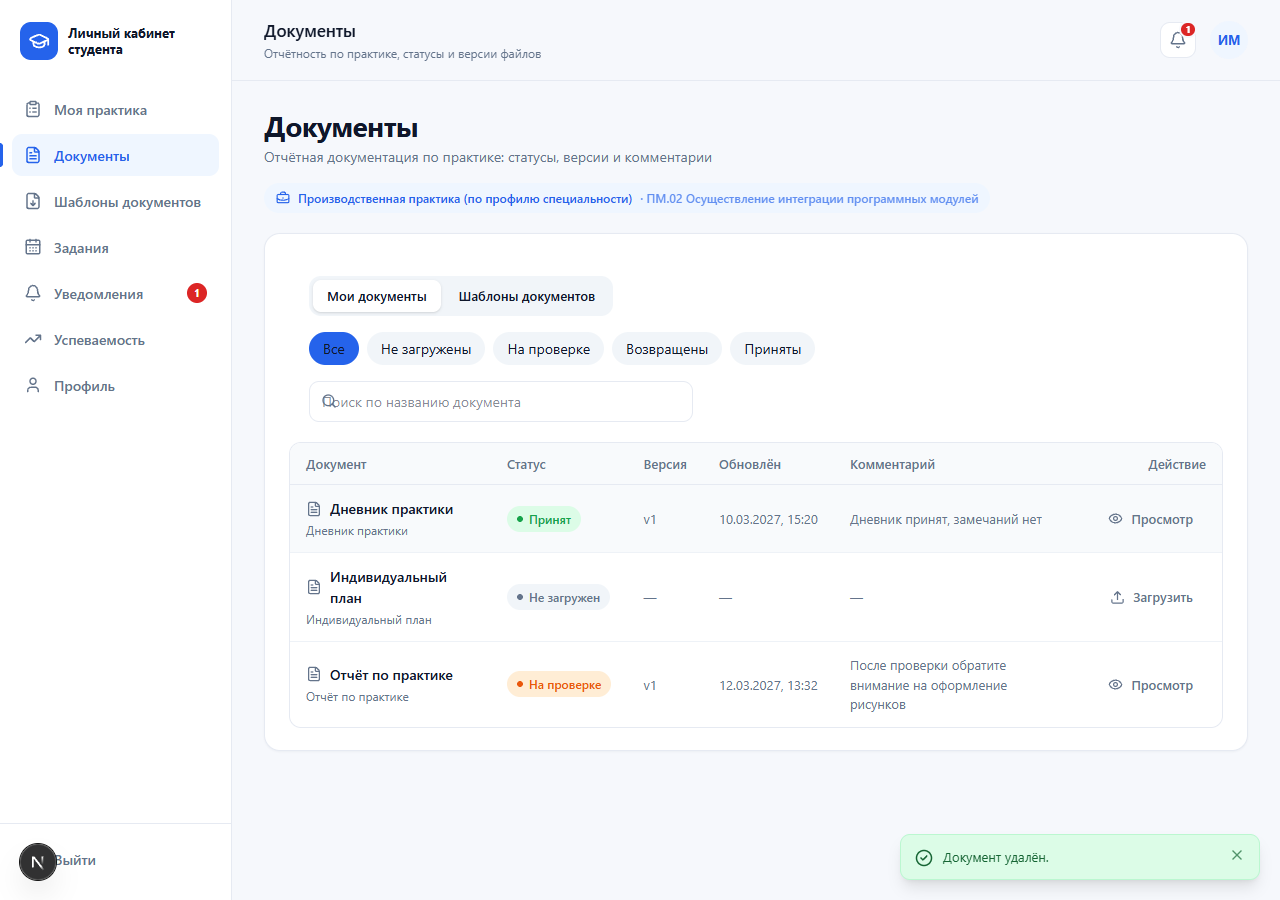 Личный кабинет
студента
Моя практика
Документы
Шаблоны документов
Задания
Уведомления 1
Успеваемость
Профиль
N Выйти
Документы
Отчётность по практике, статусы и версии файлов
1
ИМ
Документы
Отчётная документация по практике: статусы, версии и комментарии
Производственная практика (по профилю специальности) · ПМ.02 Осуществление интеграции программных модулей
Мои документы Шаблоны документов
Все Не загружены На проверке Возвращены Приняты
Поиск по названию документа
Документ Статус Версия Обновлён Комментарий Действие
Дневник практики
Дневник практики
Принят v1 10.03.2027, 15:20 Дневник принят, замечаний нет Просмотр
Индивидуальный
план
Индивидуальный план
Не загружен — — — Загрузить
Отчёт по практике
Отчёт по практике
На проверке v1 12.03.2027, 13:32
После проверки обратите
внимание на оформление
рисунков
Просмотр
Документ удалён.